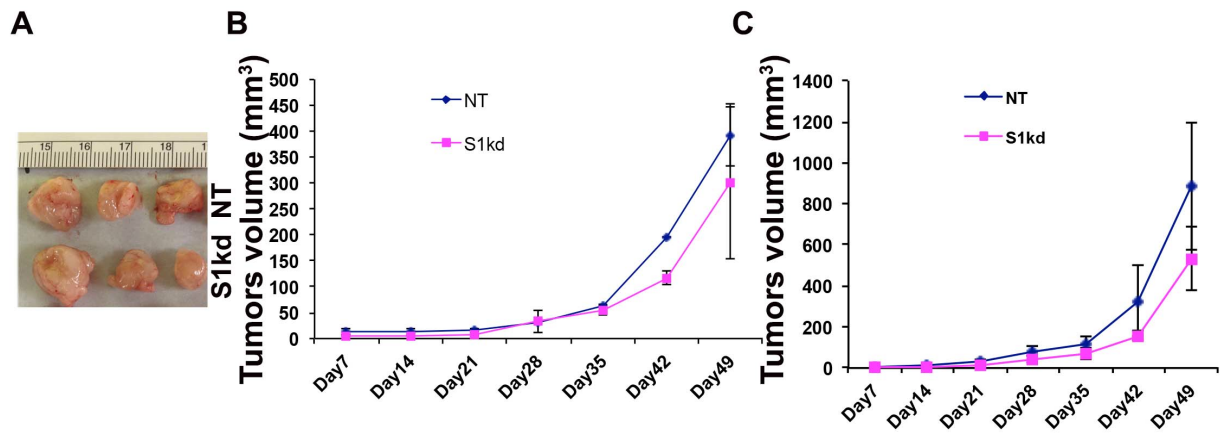 A
15 16 17 18 1
NT
S1kd
B
Tumors volume (mm³)
500
450
400
350
300
250
200
150
100
50
0
NT
S1kd
Day7 Day14 Day21 Day28 Day35 Day42 Day49
C
Tumors volume (mm³)
1400
1200
1000
800
600
400
200
0
NT
S1kd
Day7 Day14 Day21 Day28 Day35 Day42 Day49